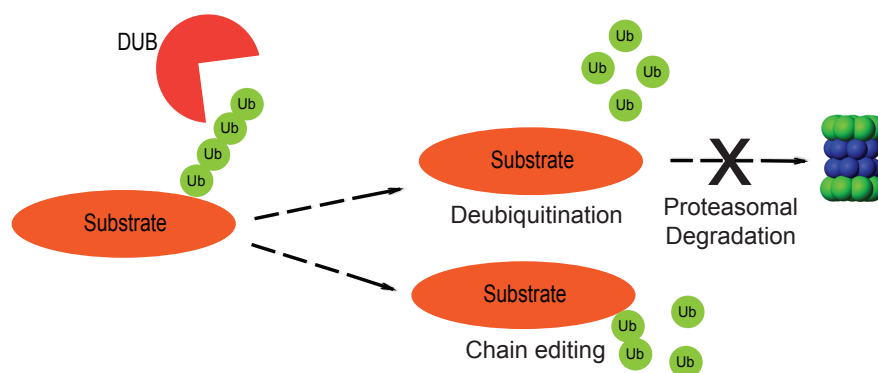 DUB
Ub
Ub
Ub
Ub
Substrate
Ub
Ub
Ub
Ub
Substrate
Deubiquitination
X
Proteasomal
Degradation
Substrate
Ub
Ub
Ub
Ub
Chain editing